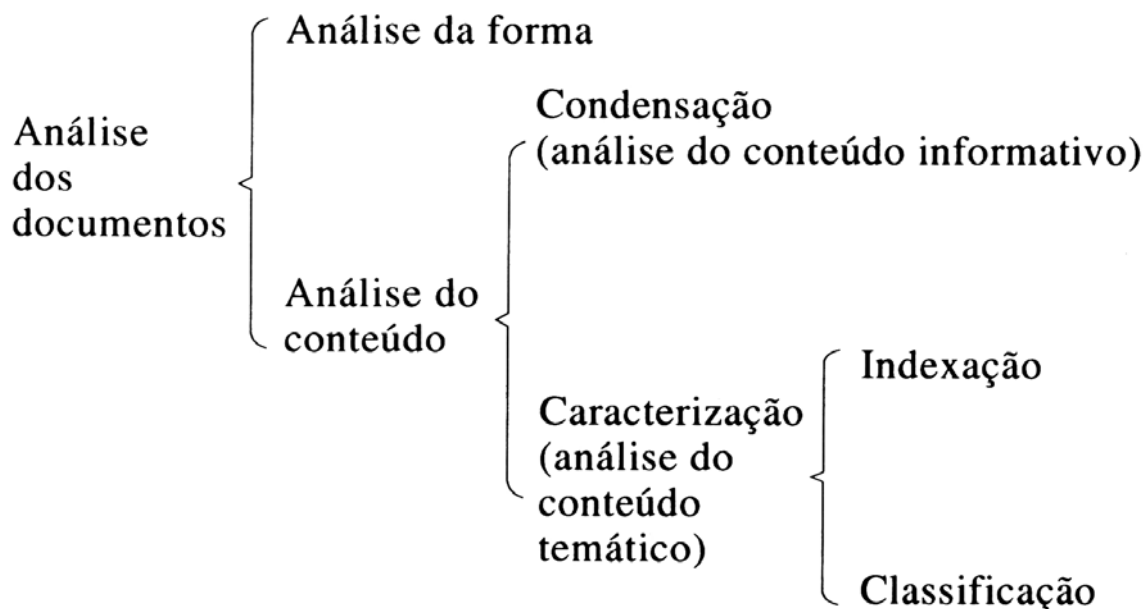 Análise da forma
Condensação
(análise do conteúdo informativo)
Análise
dos
documentos
Análise do
conteúdo
Indexação
Caracterização
(análise do
conteúdo
temático)
Classificação